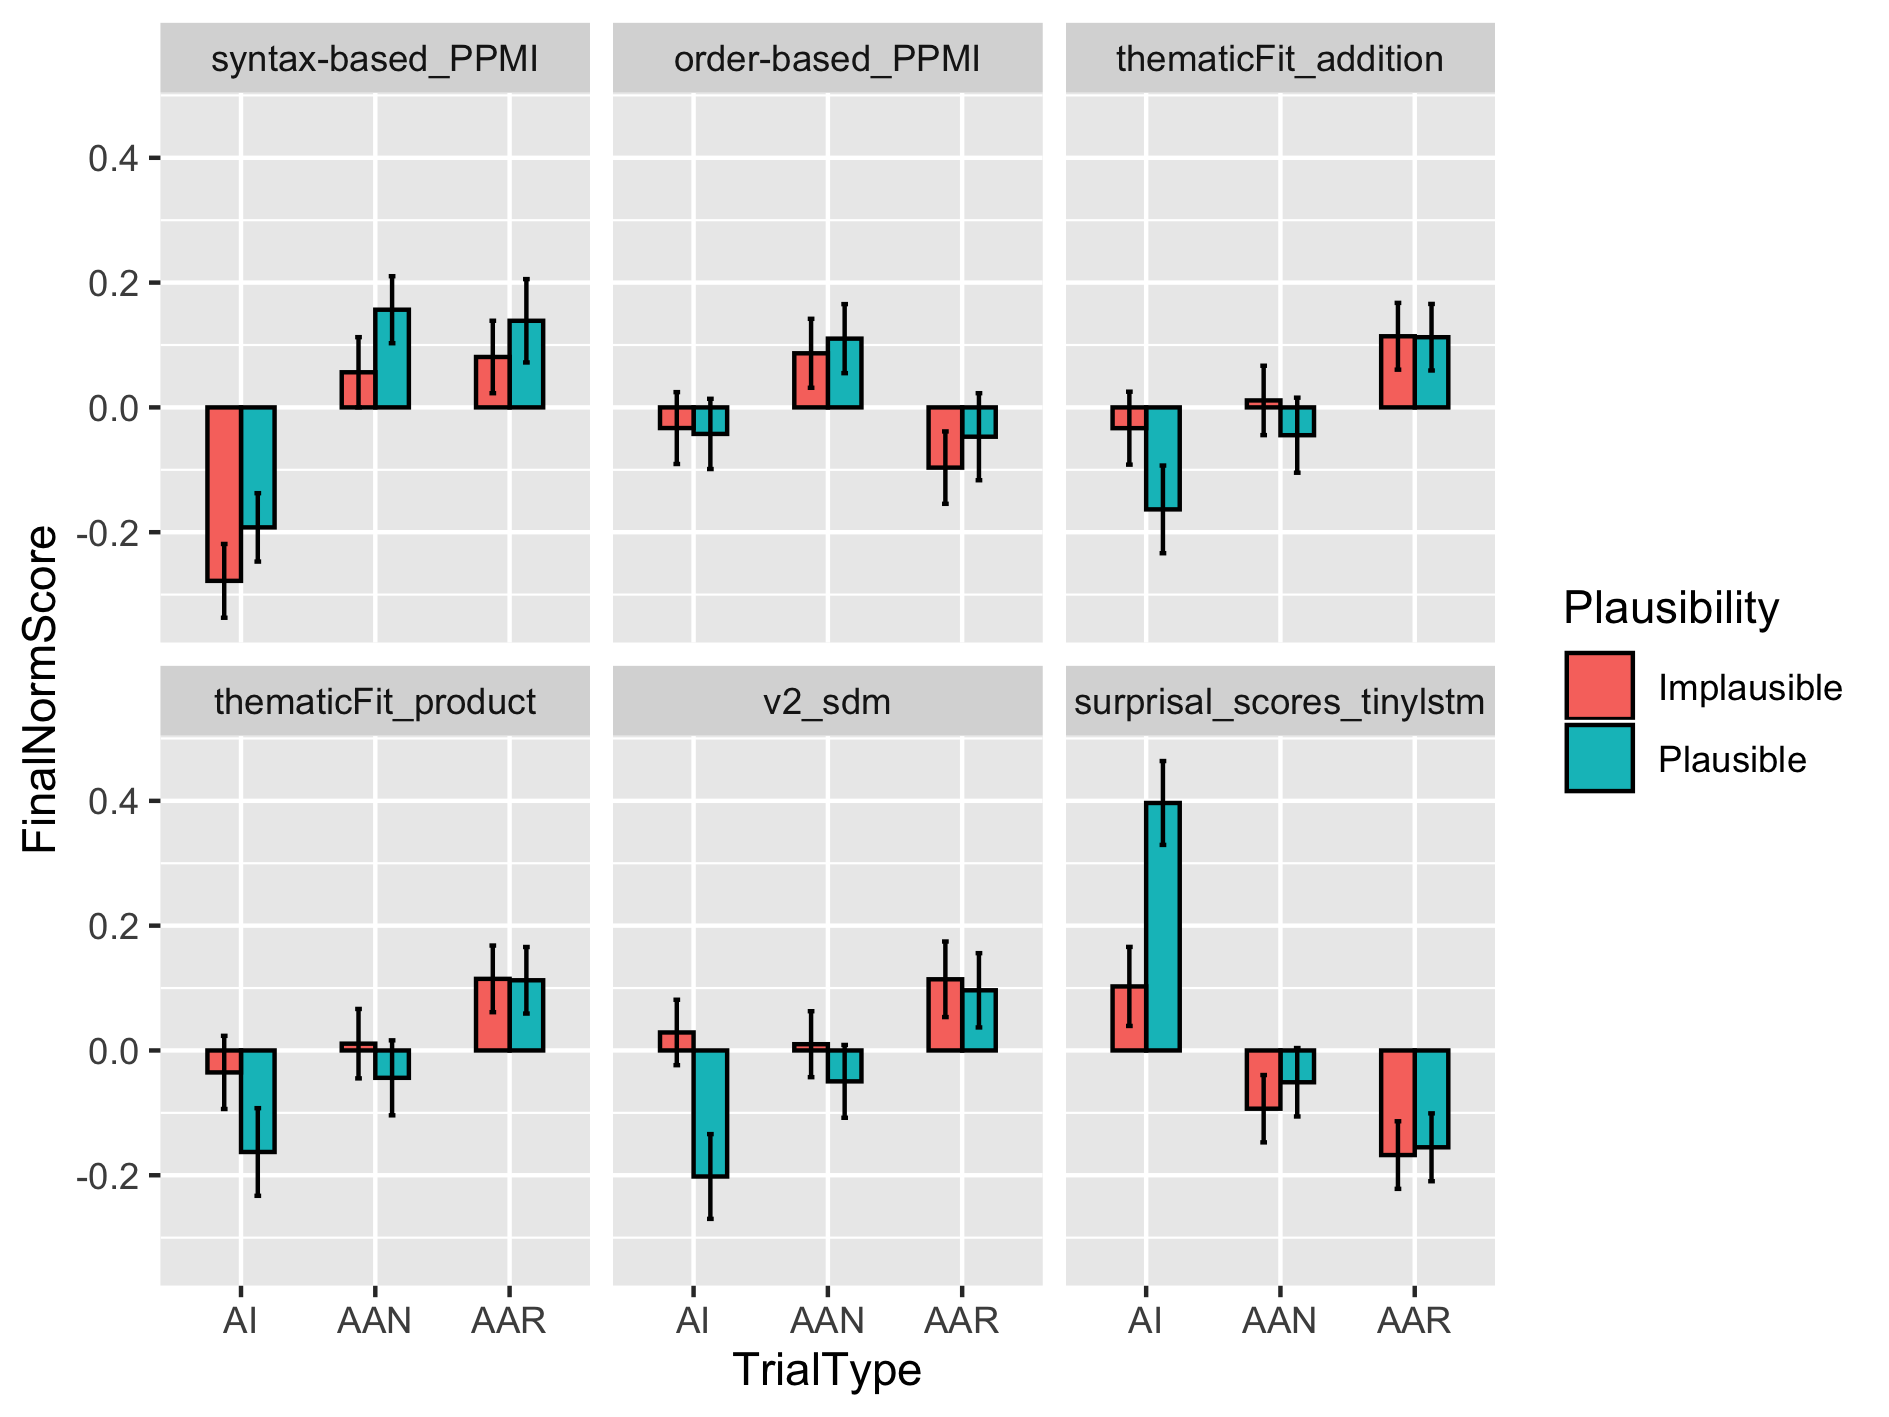 syntax-based_PPMI
order-based_PPMI
thematicFit_addition
0.4
0.2
0.0
-0.2
thematicFit_product
v2_sdm
surprisal_scores_tinylstm
0.4
0.2
0.0
-0.2
AI AAN AAR
AI AAN AAR
AI AAN AAR
TrialType
FinalNormScore
Plausibility
Implausible
Plausible